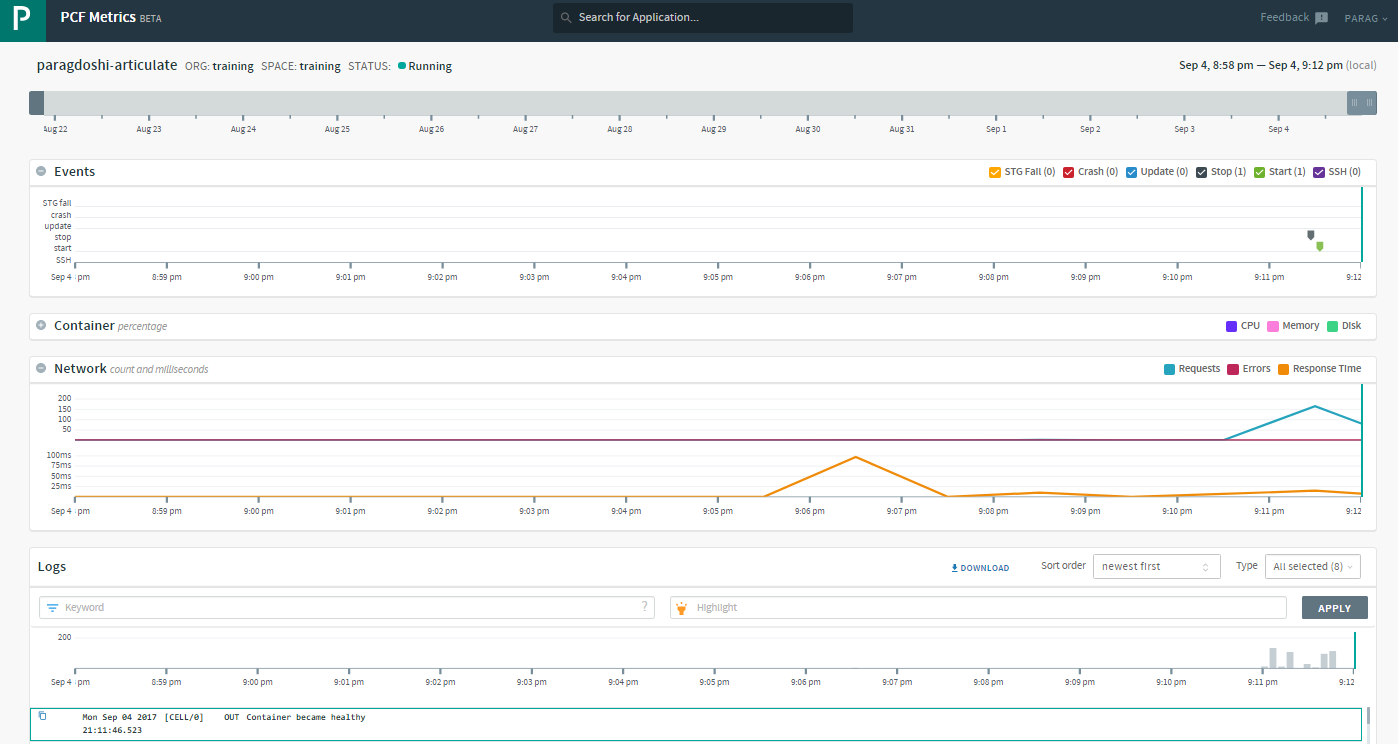 P PCF Metrics BETA Search for Application... Feedback PARAG
paragdoshi-articulate ORG: training SPACE: training STATUS: Running Sep 4, 8:58 pm — Sep 4, 9:12 pm (local)
Aug 22 Aug 23 Aug 24 Aug 25 Aug 26 Aug 27 Aug 28 Aug 29 Aug 30 Aug 31 Sep 1 Sep 2 Sep 3 Sep 4
Events STG Fail (0) Crash (0) Update (0) Stop (1) Start (1) SSH (0)
STG fail
crash
update
stop
start
SSH
Sep 4 pm 8:59 pm 9:00 pm 9:01 pm 9:02 pm 9:03 pm 9:04 pm 9:05 pm 9:06 pm 9:07 pm 9:08 pm 9:09 pm 9:10 pm 9:11 pm 9:12
Container percentage CPU Memory Disk
Network count and milliseconds Requests Errors Response Time
200
150
100
50
100ms
75ms
50ms
25ms
Sep 4 pm 8:59 pm 9:00 pm 9:01 pm 9:02 pm 9:03 pm 9:04 pm 9:05 pm 9:06 pm 9:07 pm 9:08 pm 9:09 pm 9:10 pm 9:11 pm 9:12
Logs DOWNLOAD Sort order newest first Type All selected (8)
Keyword ? Highlight APPLY
200
Sep 4 pm 8:59 pm 9:00 pm 9:01 pm 9:02 pm 9:03 pm 9:04 pm 9:05 pm 9:06 pm 9:07 pm 9:08 pm 9:09 pm 9:10 pm 9:11 pm 9:12
Mon Sep 04 2017 [CELL/0] OUT Container became healthy
21:11:46.523